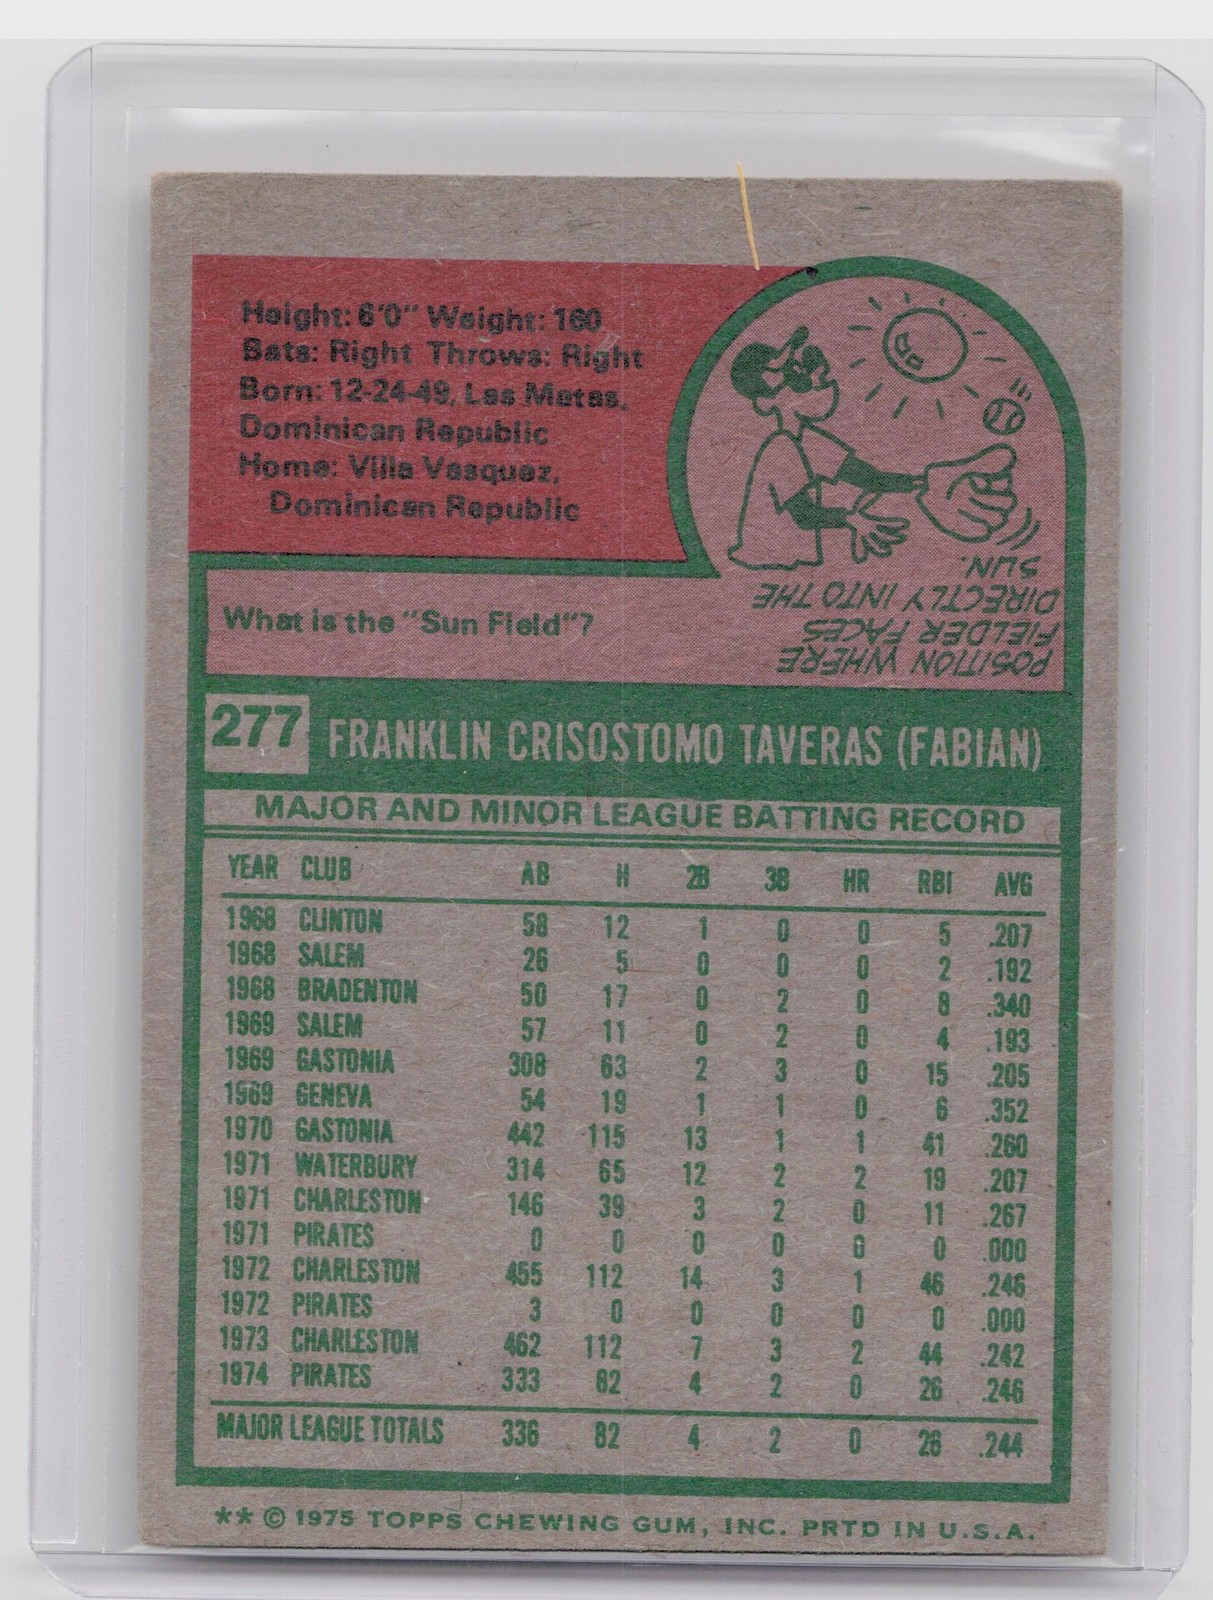 Height: 6'0" Weight: 160
Bats: Right Throws: Right
Born: 12-24-49, Las Matas,
Dominican Republic
Home: Villa Vasquez,
Dominican Republic
What is the "Sun Field"?
POSITION WHERE
FIELDER FACES
DIRECTLY INTO THE
SUN.
277 FRANKLIN CRISOSTOMO TAVERAS (FABIAN)
MAJOR AND MINOR LEAGUE BATTING RECORD
YEAR CLUB AB H 2B 3B HR RBI AVG
1968 CLINTON 58 12 1 0 0 5 .207
1968 SALEM 26 5 0 0 0 2 .192
1968 BRADENTON 50 17 0 2 0 8 .340
1969 SALEM 57 11 0 2 0 4 .193
1969 GASTONIA 308 63 2 3 0 15 .205
1969 GENEVA 54 19 1 1 0 6 .352
1970 GASTONIA 442 115 13 1 1 41 .260
1971 WATERBURY 314 65 12 2 2 19 .207
1971 CHARLESTON 146 39 3 2 0 11 .267
1971 PIRATES 0 0 0 0 0 0 .000
1972 CHARLESTON 455 112 14 3 1 46 .246
1972 PIRATES 3 0 0 0 0 0 .000
1973 CHARLESTON 462 112 7 3 2 44 .242
1974 PIRATES 333 82 4 2 0 26 .246
MAJOR LEAGUE TOTALS 336 82 4 2 0 26 .244
** © 1975 TOPPS CHEWING GUM, INC. PRTD IN U.S.A.